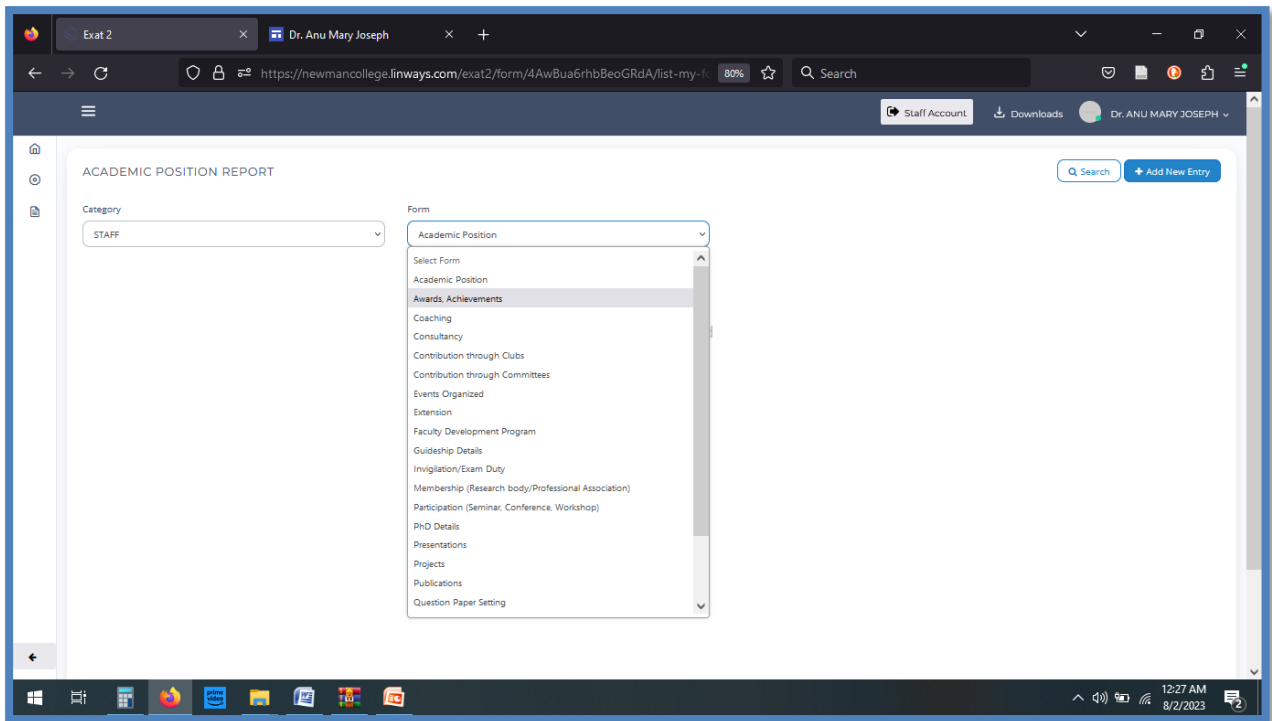 Exat 2
Dr. Anu Mary Joseph
https://newmancollege.linways.com/exat2/form/4AwBua6rhbBeoGRdA/list-my-fo
80%
Search
Staff Account
Downloads
Dr. ANU MARY JOSEPH
ACADEMIC POSITION REPORT
Search
Add New Entry
Category
Form
STAFF
Academic Position
Select Form
Academic Position
Awards, Achievements
Coaching
Consultancy
Contribution through Clubs
Contribution through Committees
Events Organized
Extension
Faculty Development Program
Guideship Details
Invigilation/Exam Duty
Membership (Research body/Professional Association)
Participation (Seminar, Conference, Workshop)
PhD Details
Presentations
Projects
Publications
Question Paper Setting
prime video
12:27 AM
8/2/2023
2